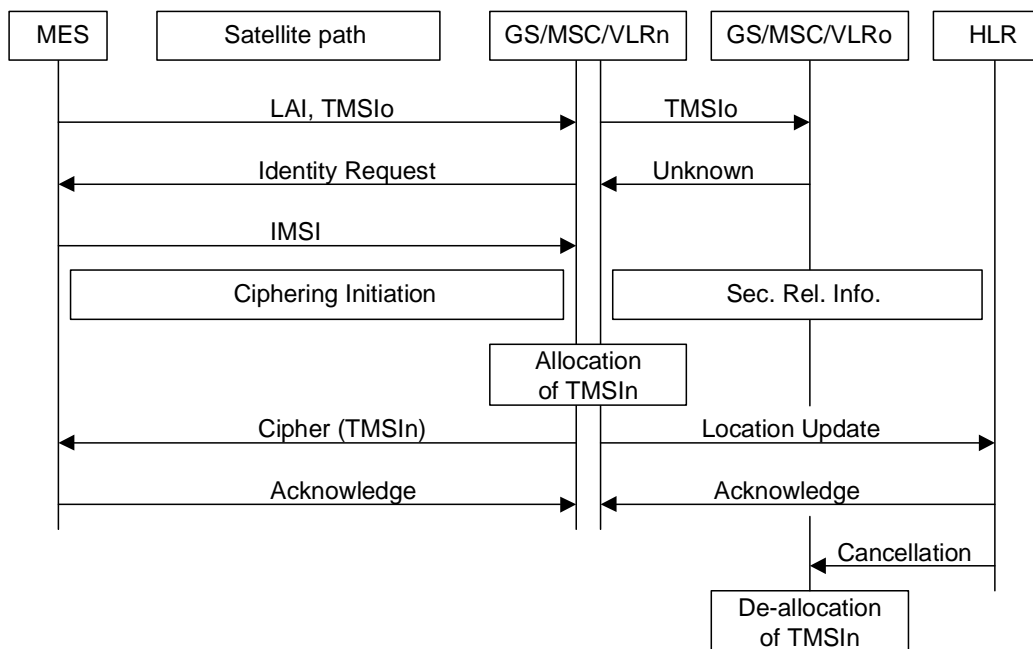 MES
Satellite path
GS/MSC/VLRn
GS/MSC/VLRo
HLR
LAI, TMSIo
TMSIo
Identity Request
Unknown
IMSI
Ciphering Initiation
Sec. Rel. Info.
Allocation
of TMSIn
Cipher (TMSIn)
Location Update
Acknowledge
Acknowledge
Cancellation
De-allocation
of TMSIn